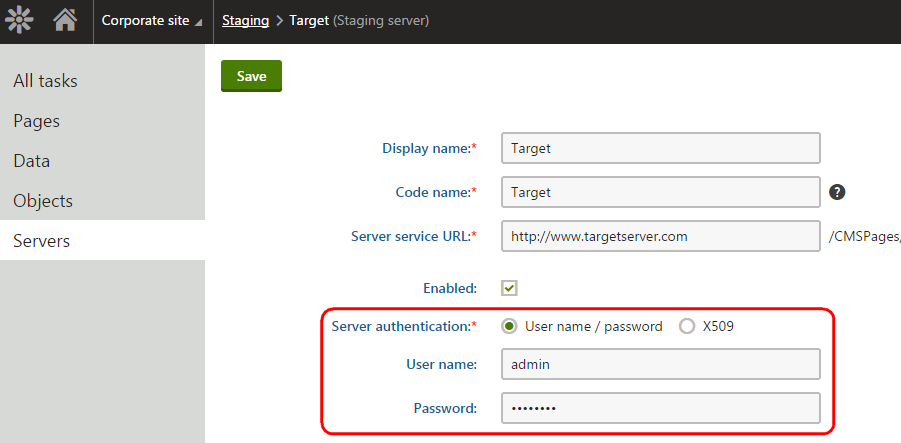 Corporate site
Staging > Target (Staging server)
All tasks
Pages
Data
Objects
Servers
Save
Display name:* Target
Code name:* Target ?
Server service URL:* http://www.targetserver.com /CMSPages/
Enabled:
Server authentication:* User name / password X509
User name: admin
Password: ••••••••